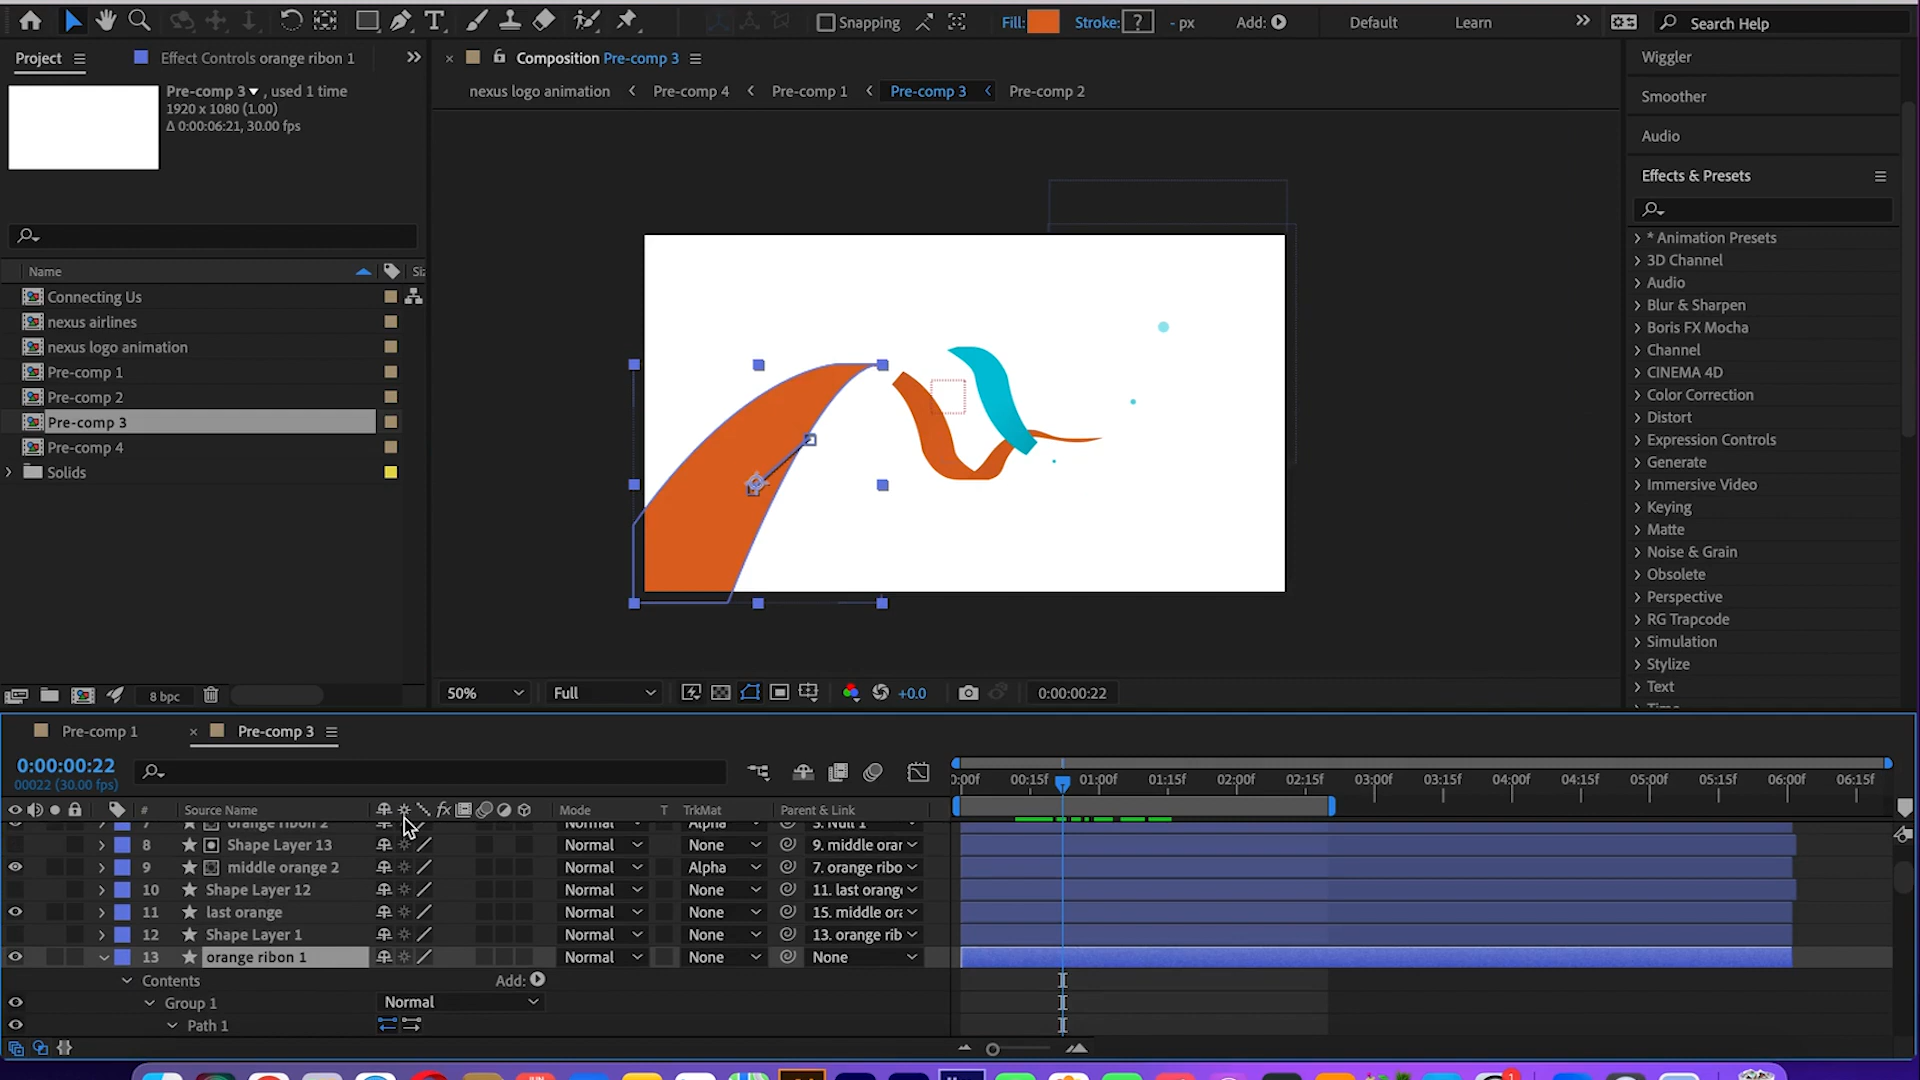 Snapping
Fill:
Stroke:
?
- px
Add:
Default
Learn
Search Help
Project
Effect Controls orange ribon 1
Composition Pre-comp 3
Wiggler
Pre-comp 3 , used 1 time
1920 x 1080 (1.00)
Δ 0:00:06:21, 30.00 fps
nexus logo animation
Pre-comp 4
Pre-comp 1
Pre-comp 3
Pre-comp 2
Smoother
Audio
Effects & Presets
* Animation Presets
3D Channel
Audio
Blur & Sharpen
Boris FX Mocha
Channel
CINEMA 4D
Color Correction
Distort
Expression Controls
Generate
Immersive Video
Keying
Matte
Noise & Grain
Obsolete
Perspective
RG Trapcode
Simulation
Stylize
Text
Name
Connecting Us
nexus airlines
nexus logo animation
Pre-comp 1
Pre-comp 2
Pre-comp 3
Pre-comp 4
Solids
8 bpc
50%
Full
+0.0
0:00:00:22
Pre-comp 1
Pre-comp 3
0:00:00:22
00022 (30.00 fps)
0:00f 00:15f 01:00f 01:15f 02:00f 02:15f 03:00f 03:15f 04:00f 04:15f 05:00f 05:15f 06:00f 06:15f
# Source Name fx Mode T TrkMat Parent & Link
7 orange ribon 2 Normal Alpha 3. Null 1
8 Shape Layer 13 Normal None 9. middle orar
9 middle orange 2 Normal Alpha 7. orange ribo
10 Shape Layer 12 Normal None 11. last orang
11 last orange Normal None 15. middle ora
12 Shape Layer 1 Normal None 13. orange rib
13 orange ribon 1 Normal None None
Contents Add:
Group 1 Normal
Path 1